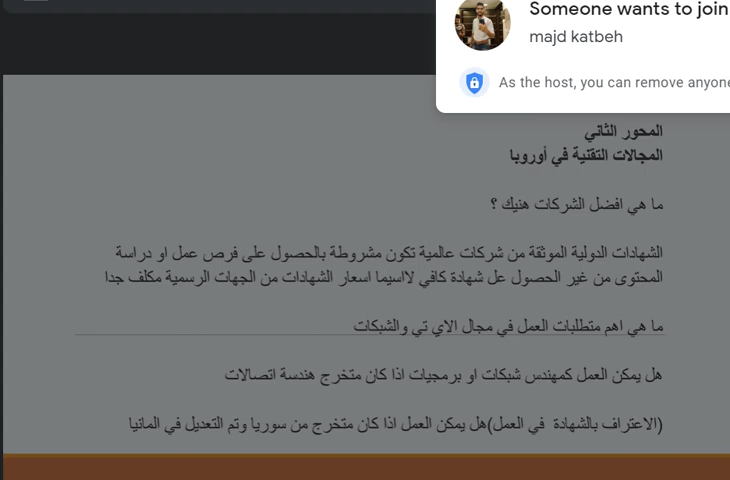 Someone wants to join
majd katbeh
As the host, you can remove anyone
المحور الثاني
المجالات التقنية في أوروبا
ما هي افضل الشركات هنيك ؟
الشهادات الدولية الموثقة من شركات عالمية تكون مشروطة بالحصول على فرص عمل او دراسة
المحتوى من غير الحصول عل شهادة كافي لااسيما اسعار الشهادات من الجهات الرسمية مكلف جدا
ما هي اهم متطلبات العمل في مجال الاي تي والشبكات
هل يمكن العمل كمهندس شبكات او برمجيات اذا كان متخرج هندسة اتصالات
(الاعتراف بالشهادة في العمل)هل يمكن العمل اذا كان متخرج من سوريا وتم التعديل في المانيا